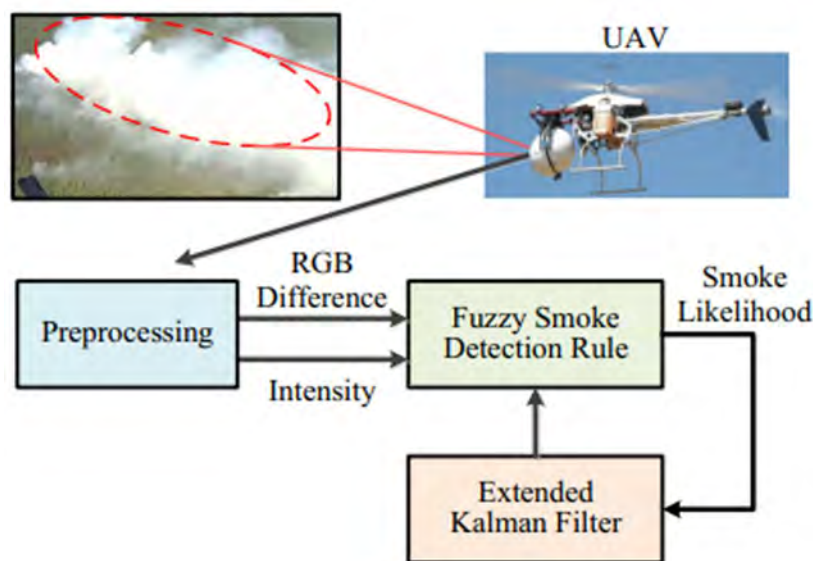 UAV
RGB
Difference
Smoke
Likelihood
Preprocessing
Fuzzy Smoke
Detection Rule
Intensity
Extended
Kalman Filter